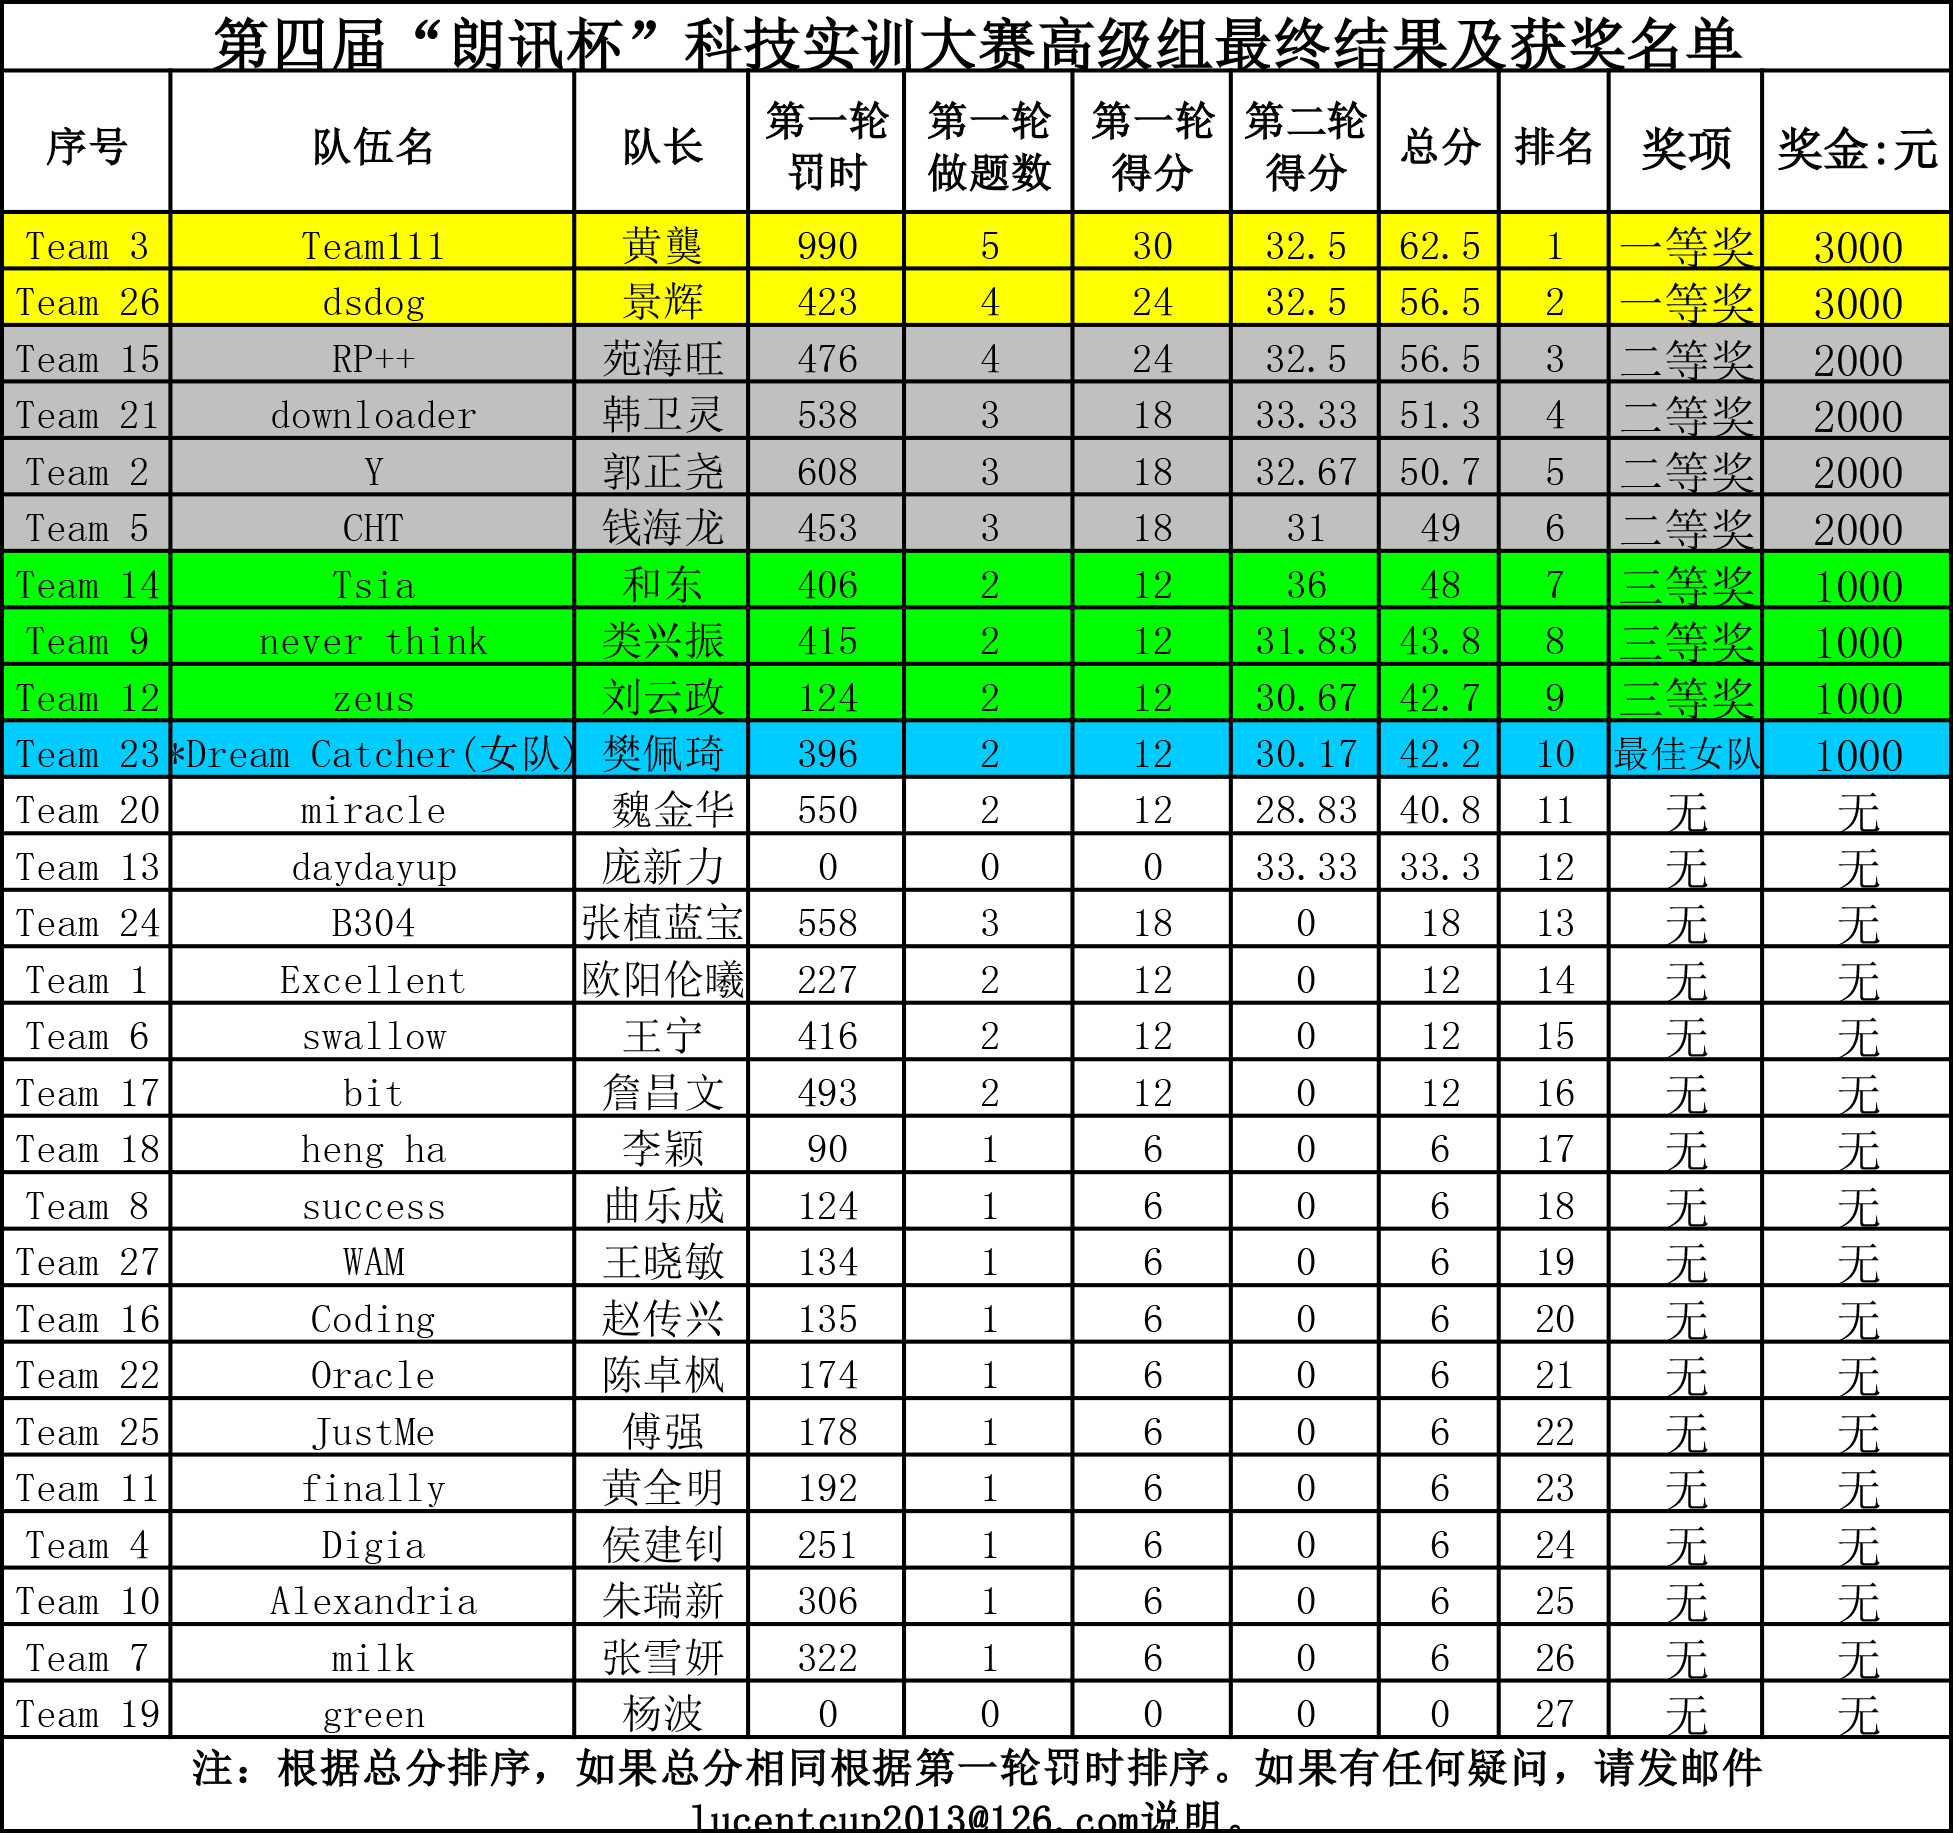 第四届“朗讯杯”科技实训大赛高级组最终结果及获奖名单
序号 队伍名 队长 第一轮罚时 第一轮做题数 第一轮得分 第二轮得分 总分 排名 奖项 奖金:元
Team 3 Team111 黄龑 990 5 30 32.5 62.5 1 一等奖 3000
Team 26 dsdog 景辉 423 4 24 32.5 56.5 2 一等奖 3000
Team 15 RP++ 苑海旺 476 4 24 32.5 56.5 3 二等奖 2000
Team 21 downloader 韩卫灵 538 3 18 33.33 51.3 4 二等奖 2000
Team 2 Y 郭正尧 608 3 18 32.67 50.7 5 二等奖 2000
Team 5 CHT 钱海龙 453 3 18 31 49 6 二等奖 2000
Team 14 Tsia 和东 406 2 12 36 48 7 三等奖 1000
Team 9 never think 类兴振 415 2 12 31.83 43.8 8 三等奖 1000
Team 12 zeus 刘云政 124 2 12 30.67 42.7 9 三等奖 1000
Team 23 *Dream Catcher(女队) 樊佩琦 396 2 12 30.17 42.2 10 最佳女队 1000
Team 20 miracle 魏金华 550 2 12 28.83 40.8 11 无 无
Team 13 daydayup 庞新力 0 0 0 33.33 33.3 12 无 无
Team 24 B304 张植蓝宝 558 3 18 0 18 13 无 无
Team 1 Excellent 欧阳伦曦 227 2 12 0 12 14 无 无
Team 6 swallow 王宁 416 2 12 0 12 15 无 无
Team 17 bit 詹昌文 493 2 12 0 12 16 无 无
Team 18 heng ha 李颖 90 1 6 0 6 17 无 无
Team 8 success 曲乐成 124 1 6 0 6 18 无 无
Team 27 WAM 王晓敏 134 1 6 0 6 19 无 无
Team 16 Coding 赵传兴 135 1 6 0 6 20 无 无
Team 22 Oracle 陈卓枫 174 1 6 0 6 21 无 无
Team 25 JustMe 傅强 178 1 6 0 6 22 无 无
Team 11 finally 黄全明 192 1 6 0 6 23 无 无
Team 4 Digia 侯建钊 251 1 6 0 6 24 无 无
Team 10 Alexandria 朱瑞新 306 1 6 0 6 25 无 无
Team 7 milk 张雪妍 322 1 6 0 6 26 无 无
Team 19 green 杨波 0 0 0 0 0 27 无 无
注：根据总分排序，如果总分相同根据第一轮罚时排序。如果有任何疑问，请发邮件
lucentcup2013@126.com说明。